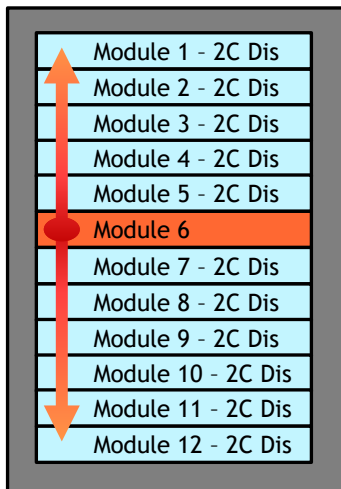 Module 1 – 2C Dis
Module 2 – 2C Dis
Module 3 – 2C Dis
Module 4 – 2C Dis
Module 5 – 2C Dis
Module 6
Module 7 – 2C Dis
Module 8 – 2C Dis
Module 9 – 2C Dis
Module 10 – 2C Dis
Module 11 – 2C Dis
Module 12 – 2C Dis